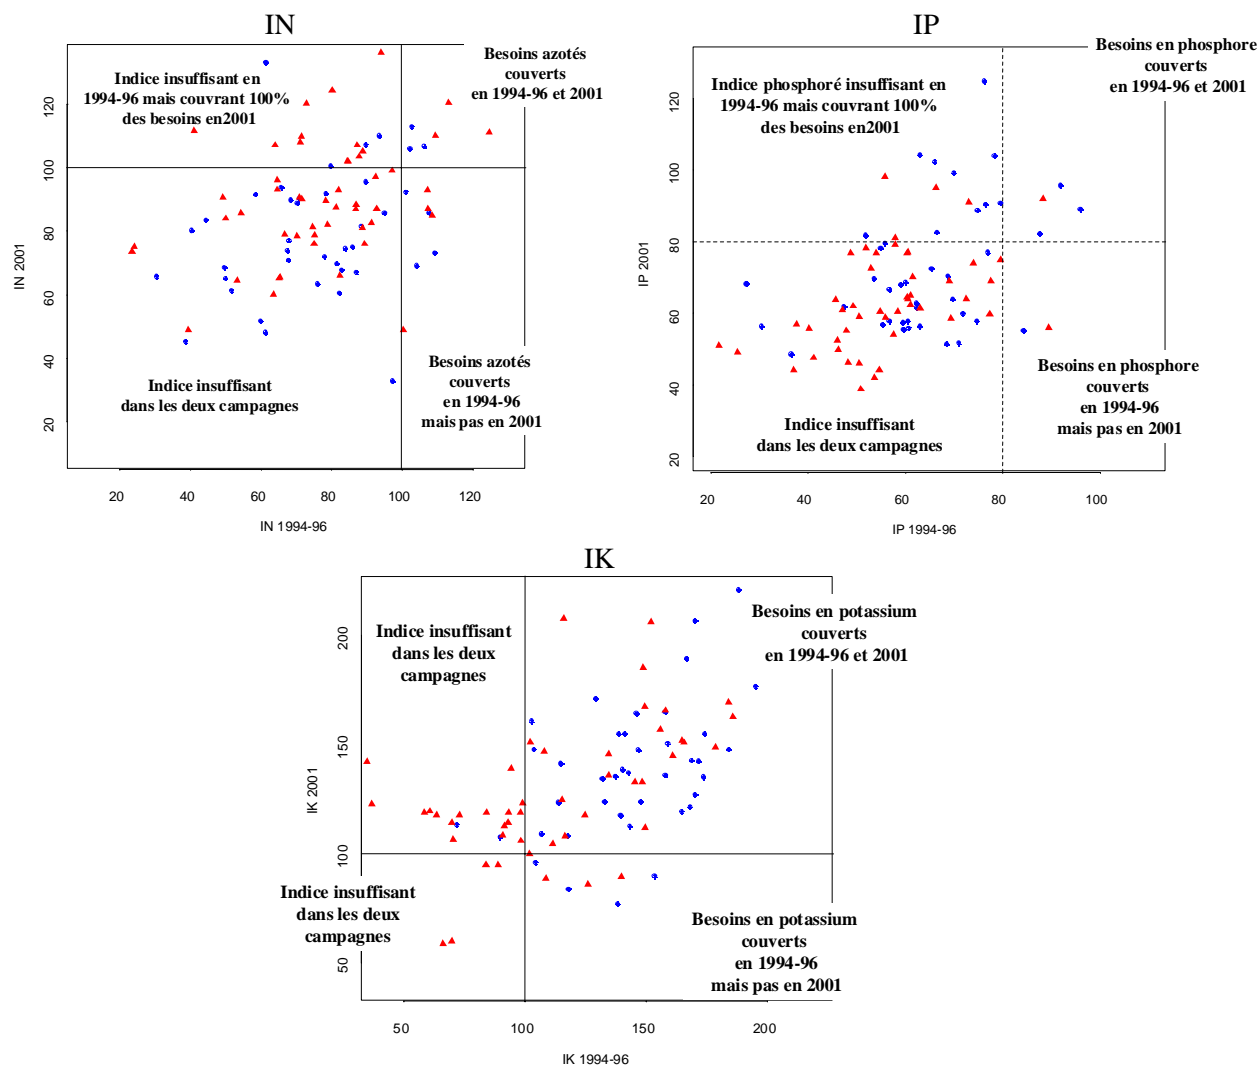 IN
Indice insuffisant en
1994-96 mais couvrant 100%
des besoins en2001
Besoins azotés
couverts
en 1994-96 et 2001
Indice insuffisant
dans les deux campagnes
Besoins azotés
couverts
en 1994-96
mais pas en 2001
IN 2001
120
100
80
60
40
20
20
40
60
80
100
120
IN 1994-96
IP
Indice phosphoré insuffisant en
1994-96 mais couvrant 100%
des besoins en2001
Besoins en phosphore
couverts
en 1994-96 et 2001
Indice insuffisant
dans les deux campagnes
Besoins en phosphore
couverts
en 1994-96
mais pas en 2001
IP 2001
120
100
80
60
40
20
20
40
60
80
100
IP 1994-96
IK
Indice insuffisant
dans les deux
campagnes
Besoins en potassium
couverts
en 1994-96 et 2001
Indice insuffisant
dans les deux
campagnes
Besoins en potassium
couverts
en 1994-96
mais pas en 2001
IK 2001
200
150
100
50
50
100
150
200
IK 1994-96